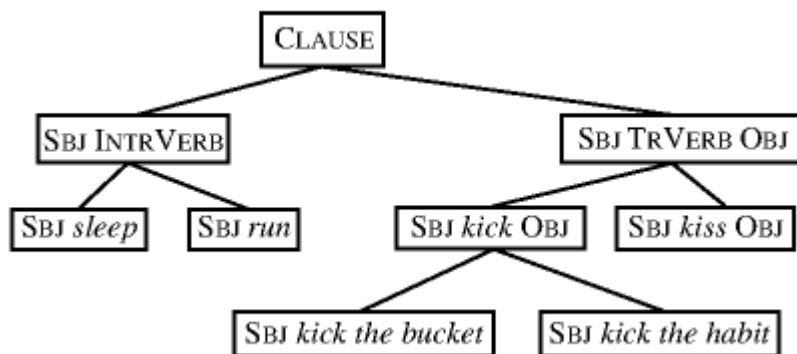 CLAUSE
SBJ INTRVERB
SBJ TRVERB OBJ
SBJ sleep
SBJ run
SBJ kick OBJ
SBJ kiss OBJ
SBJ kick the bucket
SBJ kick the habit